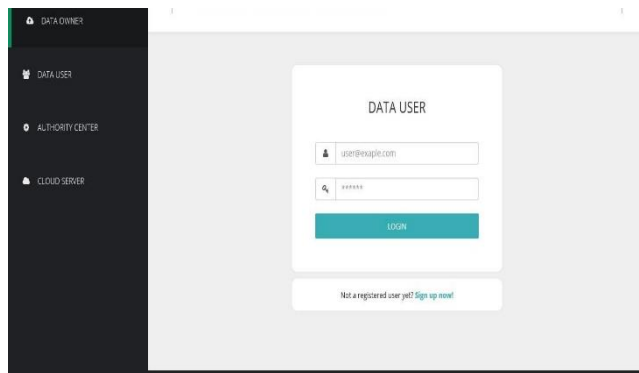 DATA OWNER
DATA USER
AUTHORITY CENTER
CLOUD SERVER
DATA USER
user@exaple.com
******
LOGIN
Not a registered user yet? Sign up now!